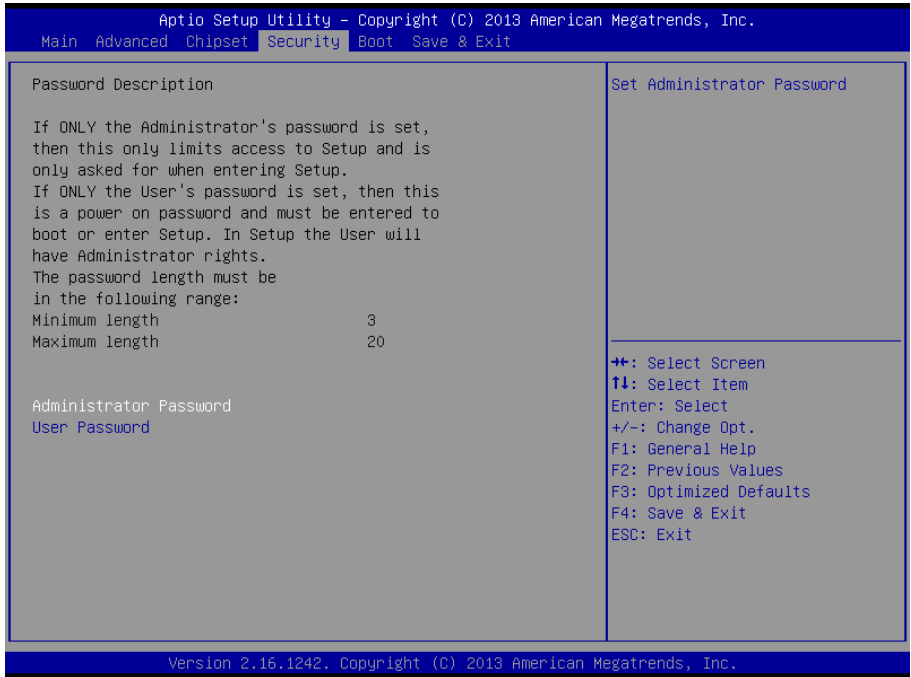 Aptio Setup Utility – Copyright (C) 2013 American Megatrends, Inc.
Main Advanced Chipset Security Boot Save & Exit
Password Description
If ONLY the Administrator's password is set,
then this only limits access to Setup and is
only asked for when entering Setup.
If ONLY the User's password is set, then this
is a power on password and must be entered to
boot or enter Setup. In Setup the User will
have Administrator rights.
The password length must be
in the following range:
Minimum length 3
Maximum length 20
Administrator Password
User Password
Set Administrator Password
→←: Select Screen
↑↓: Select Item
Enter: Select
+/-: Change Opt.
F1: General Help
F2: Previous Values
F3: Optimized Defaults
F4: Save & Exit
ESC: Exit
Version 2.16.1242. Copyright (C) 2013 American Megatrends, Inc.